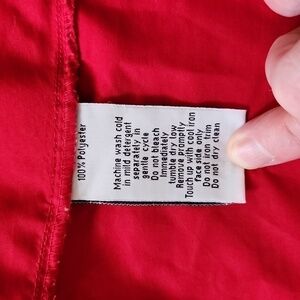 100% Polyester
Machine wash cold
in mild detergent
separately in
gentle cycle
Do not bleach
Immediately
tumble dry low
Remove promptly
Touch up with cool iron
face side only
Do not iron trim
Do not dry clean